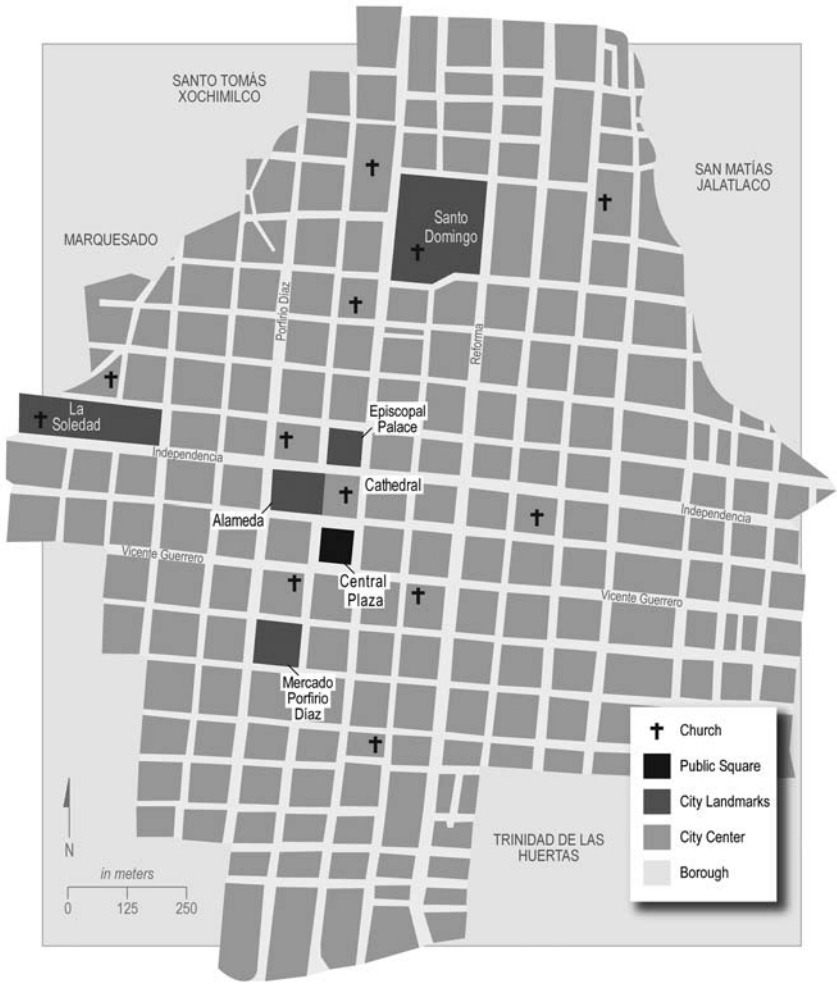 SANTO TOMÁS
XOCHIMILCO
SAN MATÍAS
JALATLACO
MARQUESADO
Santo
Domingo
Porfirio Díaz
Reforma
La
Soledad
Episcopal
Palace
Independencia
Cathedral
Alameda
Independencia
Vicente Guerrero
Central
Plaza
Vicente Guerrero
Mercado
Porfirio
Díaz
Church
Public Square
City Landmarks
City Center
Borough
TRINIDAD DE LAS
HUERTAS
N
in meters
0 125 250